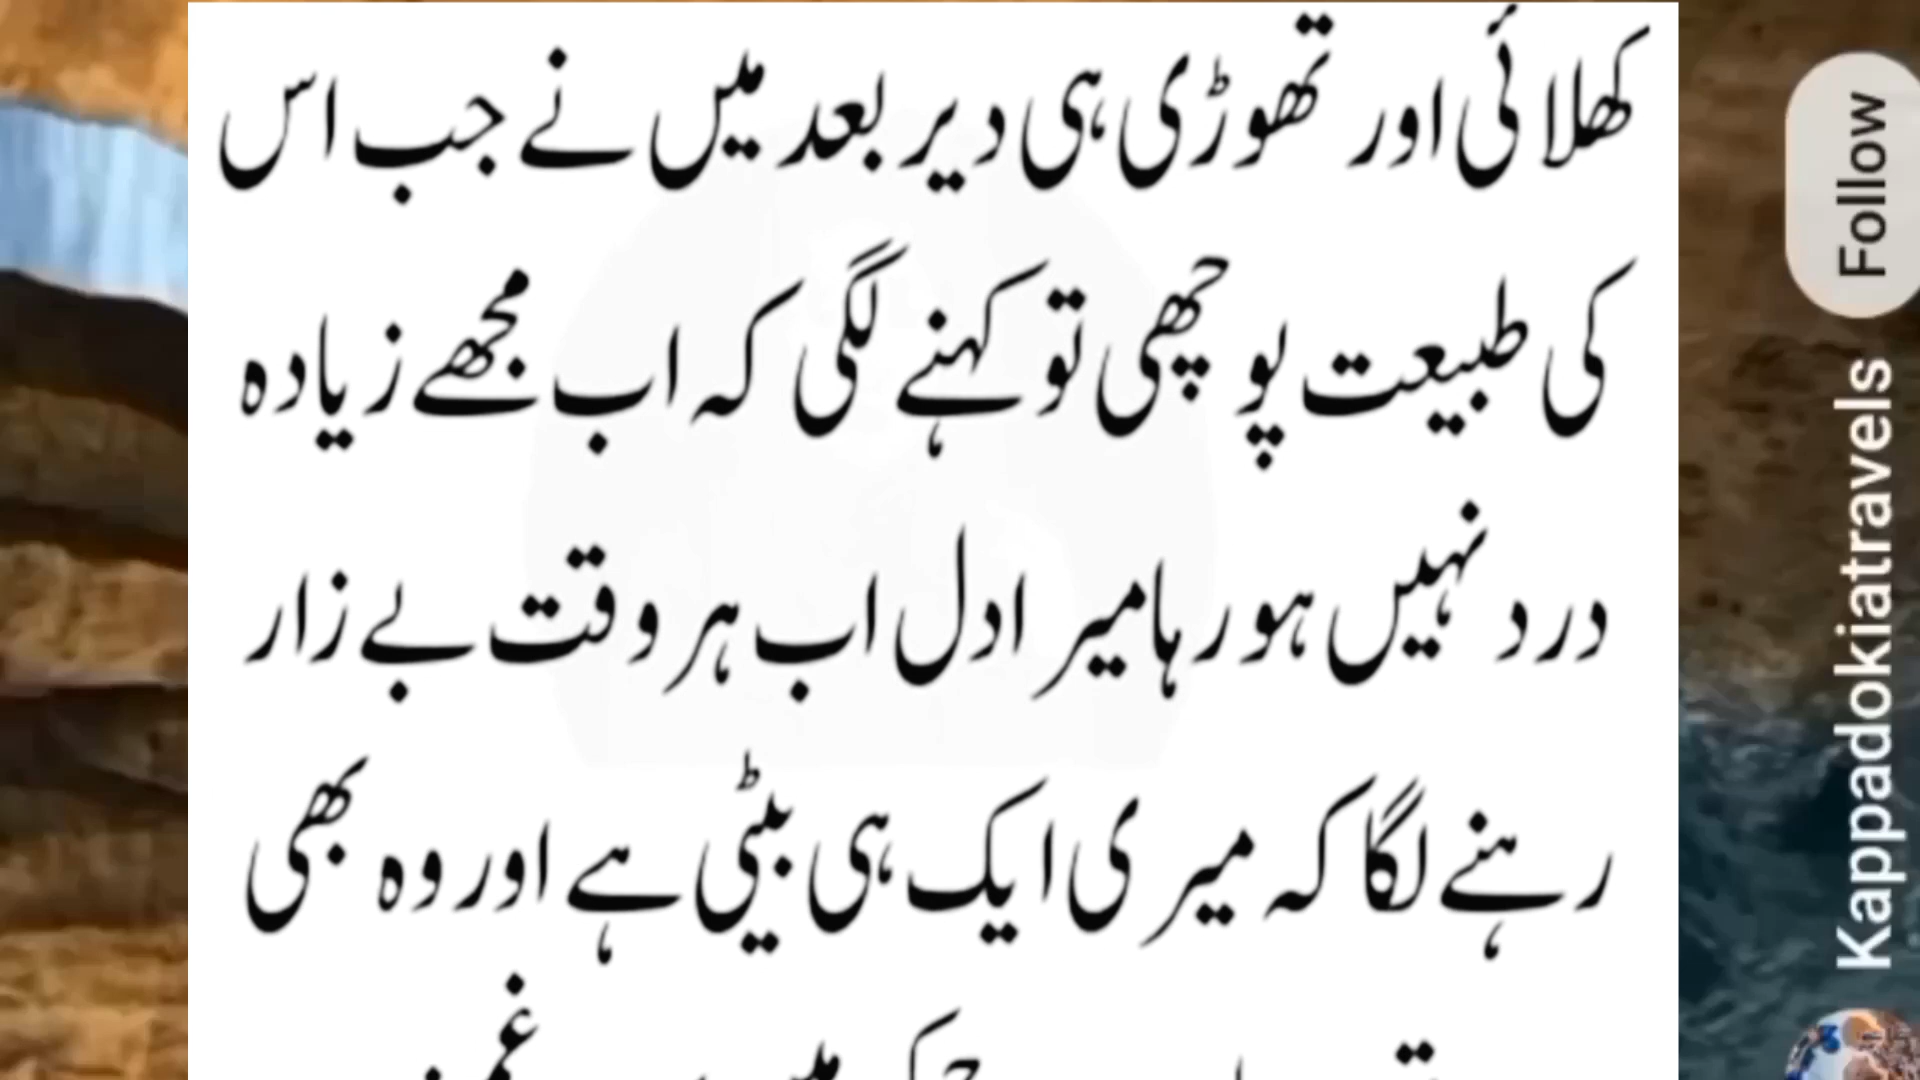 کھلائی اور تھوڑی ہی دیر بعد میں نے جب اس
کی طبیعت پوچھی تو کہنے لگی کہ اب مجھے زیادہ
درد نہیں ہو رہا میرا دل اب ہر وقت بے زار
رہنے لگا کہ میری ایک ہی بیٹی ہے اور وہ بھی
Kappadokiatravels Follow